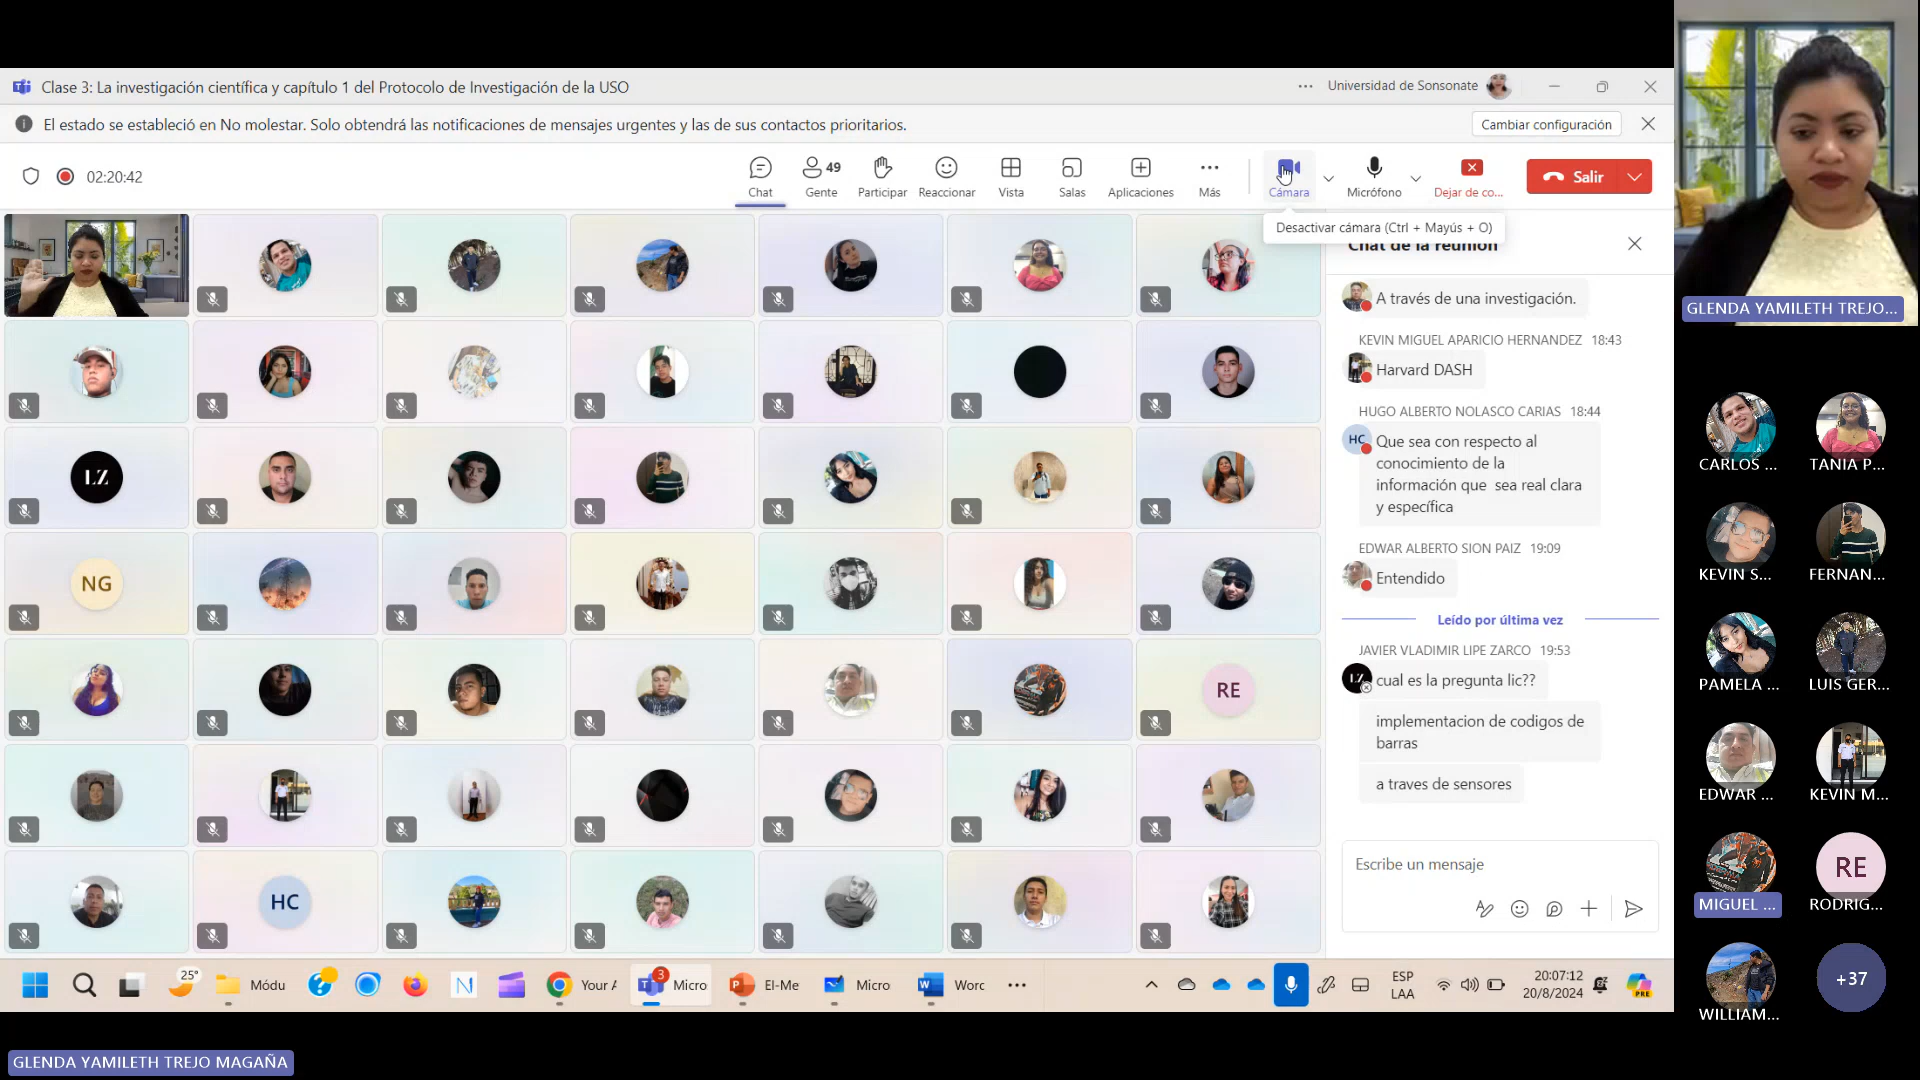 Clase 3: La investigación científica y capítulo 1 del Protocolo de Investigación de la USO
Universidad de Sonsonate
El estado se estableció en No molestar. Solo obtendrá las notificaciones de mensajes urgentes y las de sus contactos prioritarios.
Cambiar configuración
02:20:42
Chat
49
Gente
Participar
Reaccionar
Vista
Salas
Aplicaciones
Más
Cámara
Micrófono
Dejar de co...
Salir
Desactivar cámara (Ctrl + Mayús + O)
Chat de la reunión
A través de una investigación.
KEVIN MIGUEL APARICIO HERNANDEZ 18:43
Harvard DASH
HUGO ALBERTO NOLASCO CARIAS 18:44
HC
Que sea con respecto al
conocimiento de la
información que sea real clara
y específica
EDWAR ALBERTO SION PAIZ 19:09
Entendido
Leído por última vez
JAVIER VLADIMIR LIPE ZARCO 19:53
LZ
cual es la pregunta lic??
implementacion de codigos de
barras
a traves de sensores
Escribe un mensaje
LZ
NG
RE
HC
GLENDA YAMILETH TREJO...
CARLOS ...
TANIA P...
KEVIN S...
FERNAN...
PAMELA ...
LUIS GER...
EDWAR ...
KEVIN M...
MIGUEL ...
RE
RODRIG...
WILLIAM...
+37
25°
Módu
Your A
3
Micro
El-Me
Micro
Worc
ESP
LAA
20:07:12
20/8/2024
PRE
GLENDA YAMILETH TREJO MAGAÑA